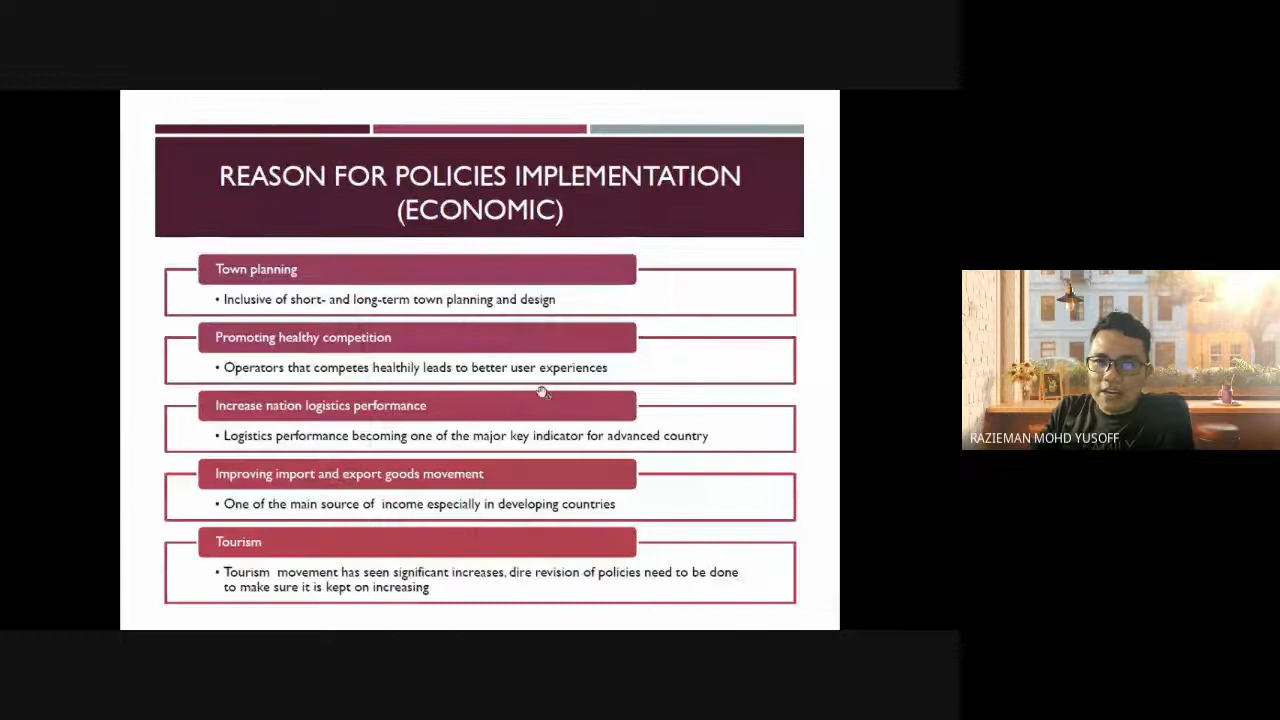 REASON FOR POLICIES IMPLEMENTATION
(ECONOMIC)
Town planning
• Inclusive of short- and long-term town planning and design
Promoting healthy competition
• Operators that competes healthily leads to better user experiences
Increase nation logistics performance
• Logistics performance becoming one of the major key indicator for advanced country
Improving import and export goods movement
• One of the main source of income especially in developing countries
Tourism
• Tourism movement has seen significant increases, dire revision of policies need to be done
to make sure it is kept on increasing
RAZIEMAN MOHD YUSOFF